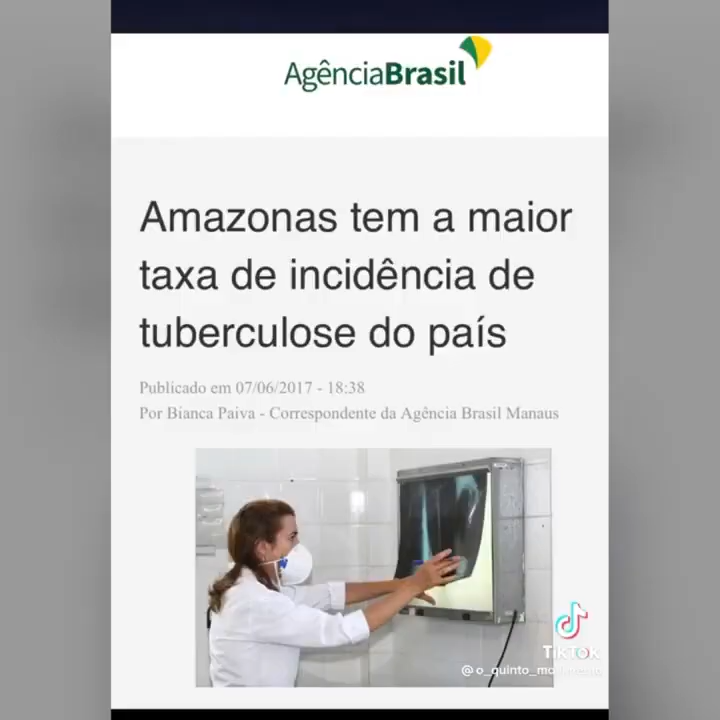 AgênciaBrasil
Amazonas tem a maior
taxa de incidência de
tuberculose do país
Publicado em 07/06/2017 - 18:38
Por Bianca Paiva - Correspondente da Agência Brasil Manaus
TikTok